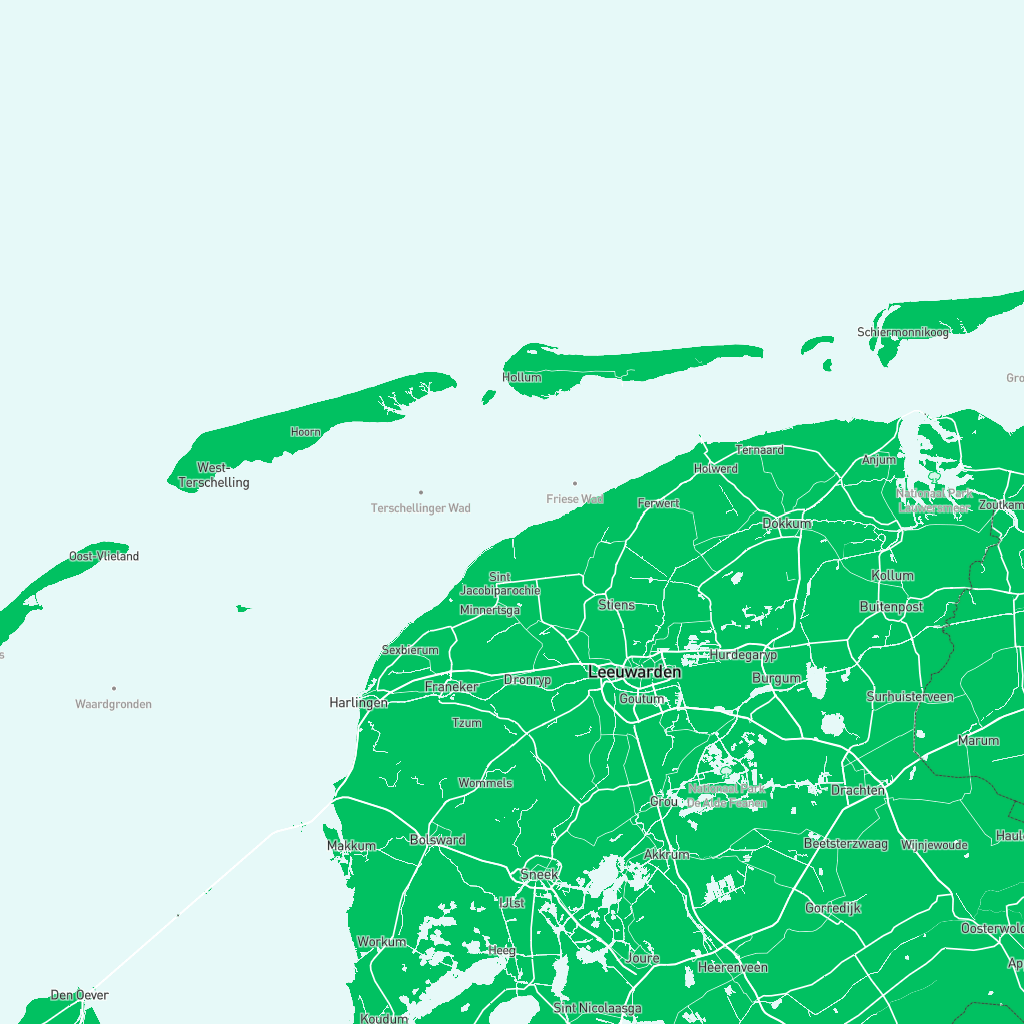 Schiermonnikoog
Hollum
Gro
Hoorn
West-
Terschelling
Ternaard
Holwerd
Anjum
Nationaal Park
Lauwersmeer
Terschellinger Wad
Friese Wad
Ferwert
Zoutkam
Dokkum
Oost-Vlieland
Sint
Jacobiparochie
Kollum
Minnertsga
Stiens
Buitenpost
Sexbierum
Hurdegaryp
s
Leeuwarden
Burgum
Dronryp
Franeker
Goutum
Surhuisterveen
Harlingen
Waardgronden
Tzum
Marum
Wommels
Nationaal Park
De Alde Feanen
Grou
Drachten
Haule
Makkum
Bolsward
Akkrum
Beetsterzwaag
Wijnjewoude
Sneek
IJlst
Gorredijk
Oosterwold
Workum
Heeg
Joure
Heerenveen
Ap
Den Oever
Sint Nicolaasga
Koudum